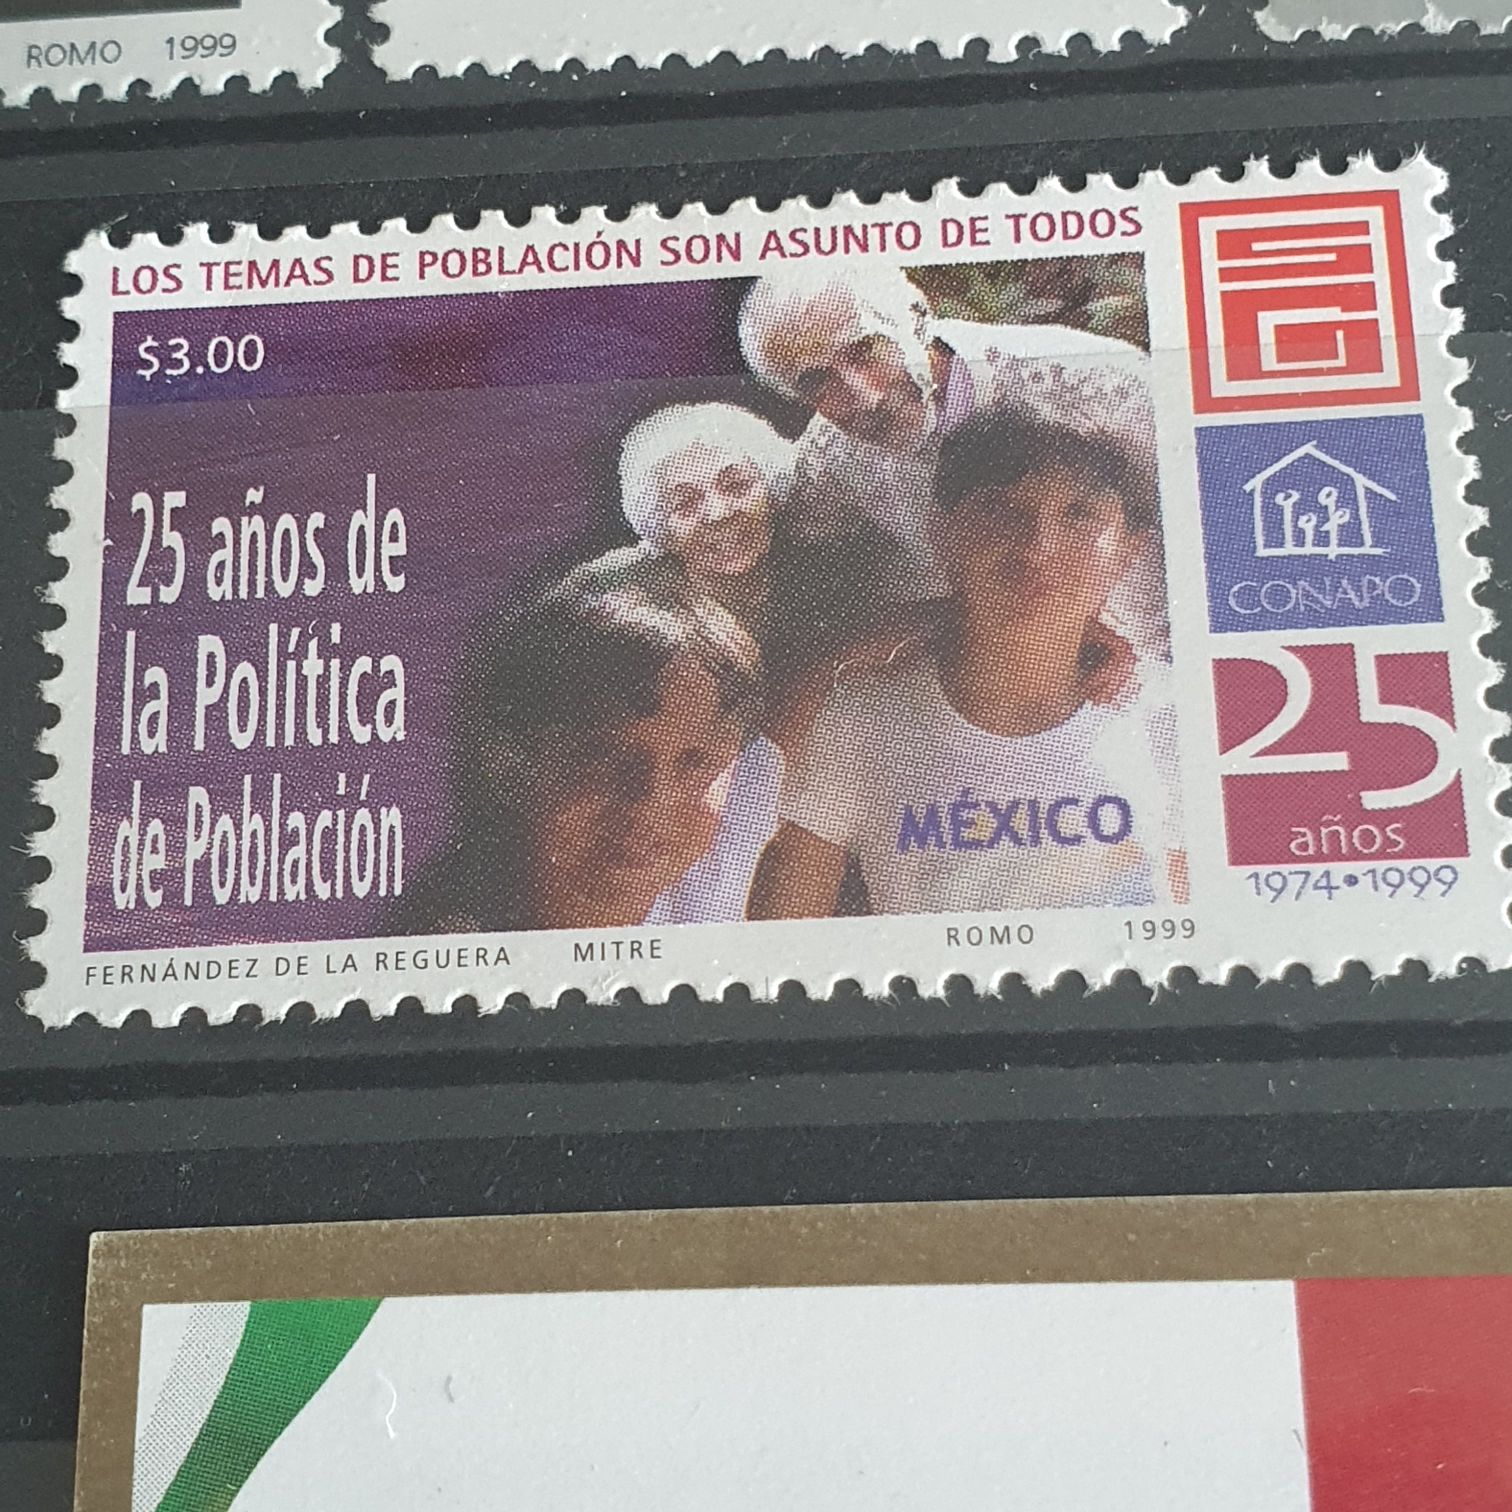 ROMO 1999
LOS TEMAS DE POBLACIÓN SON ASUNTO DE TODOS
$3.00
25 años de
la Política
de Población
MÉXICO
SG
CONAPO
25
años
1974•1999
FERNÁNDEZ DE LA REGUERA MITRE ROMO 1999